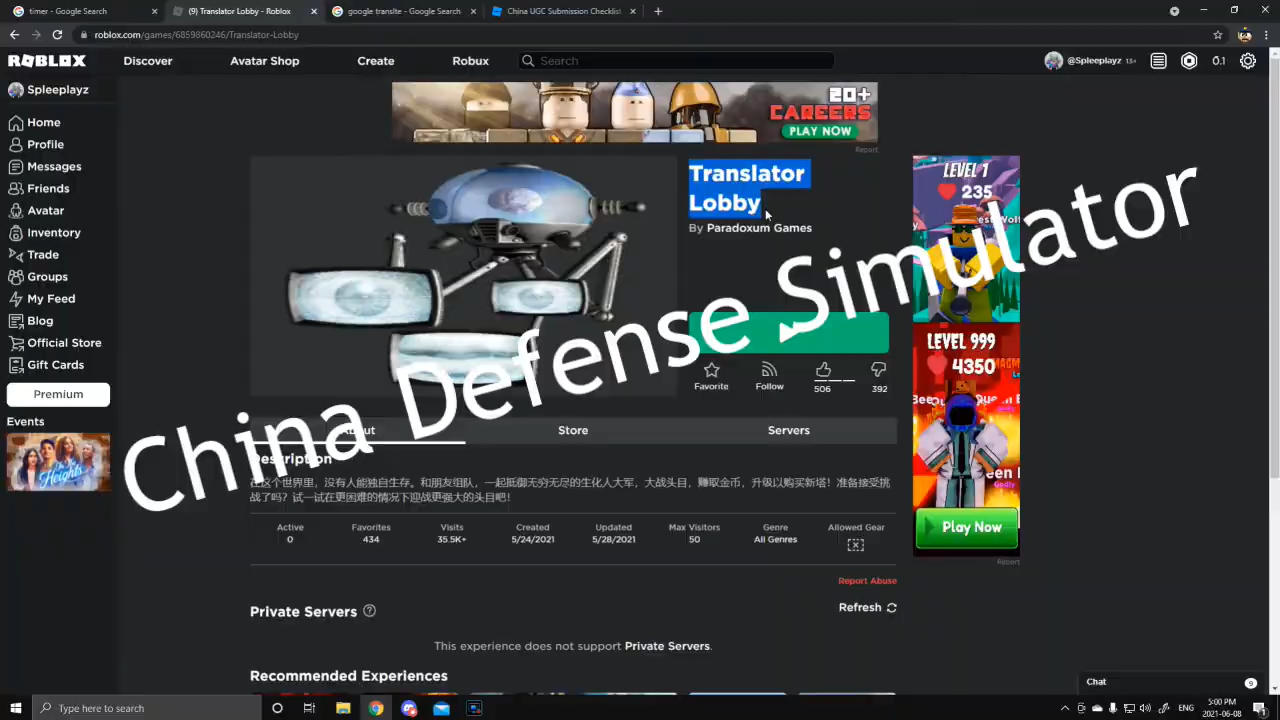 timer - Google Search
(9) Translator Lobby - Roblox
google transite - Google Search
China UGC Submission Checklist
roblox.com/games/6859860246/Translator-Lobby
ROBLOX
Discover
Avatar Shop
Create
Robux
Search
@Spleeplayz 13+
0.1
Spleeplayz
Home
Profile
Messages
Friends
Avatar
Inventory
Trade
Groups
My Feed
Blog
Official Store
Gift Cards
Premium
Events
Heights
20+
CAREERS
PLAY NOW
Report
Translator
Lobby
By Paradoxum Games
China Defense Simulator
Favorite
Follow
506
392
About
Store
Servers
Description
在这个世界里，没有人能独自生存。和朋友组队，一起抵御无穷无尽的生化人大军，大战头目，赚取金币，升级以购买新塔！准备接受挑
战了吗？试一试在更困难的情况下迎战更强大的头目吧！
Active
0
Favorites
434
Visits
35.5K+
Created
5/24/2021
Updated
5/28/2021
Max Visitors
50
Genre
All Genres
Allowed Gear
Report Abuse
Private Servers
Refresh
This experience does not support Private Servers.
Recommended Experiences
LEVEL 1
235
LEVEL 999
4350
Godly
Play Now
Report
Chat
9
Type here to search
ENG
5:00 PM
2021-06-08